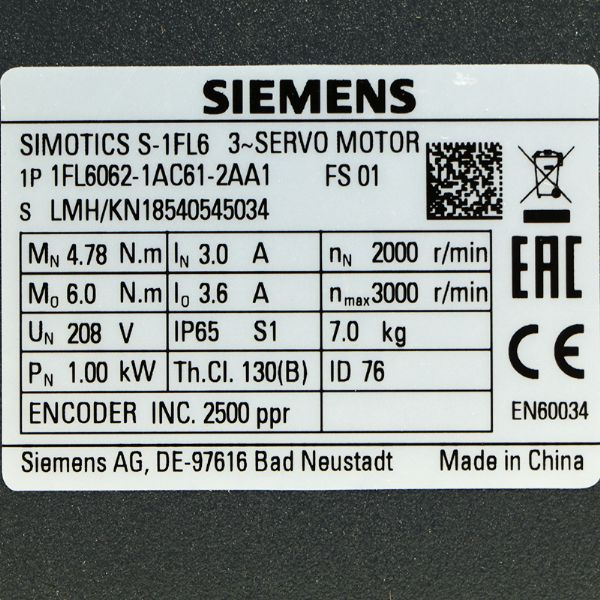 SIEMENS
SIMOTICS S-1FL6 3~SERVO MOTOR
1P 1FL6062-1AC61-2AA1 FS 01
S LMH/KN18540545034
MN 4.78 N.m IN 3.0 A nN 2000 r/min
M0 6.0 N.m I0 3.6 A nmax3000 r/min
UN 208 V IP65 S1 7.0 kg
PN 1.00 kW Th.Cl. 130(B) ID 76
ENCODER INC. 2500 ppr
EAC
CE
EN60034
Siemens AG, DE-97616 Bad Neustadt Made in China